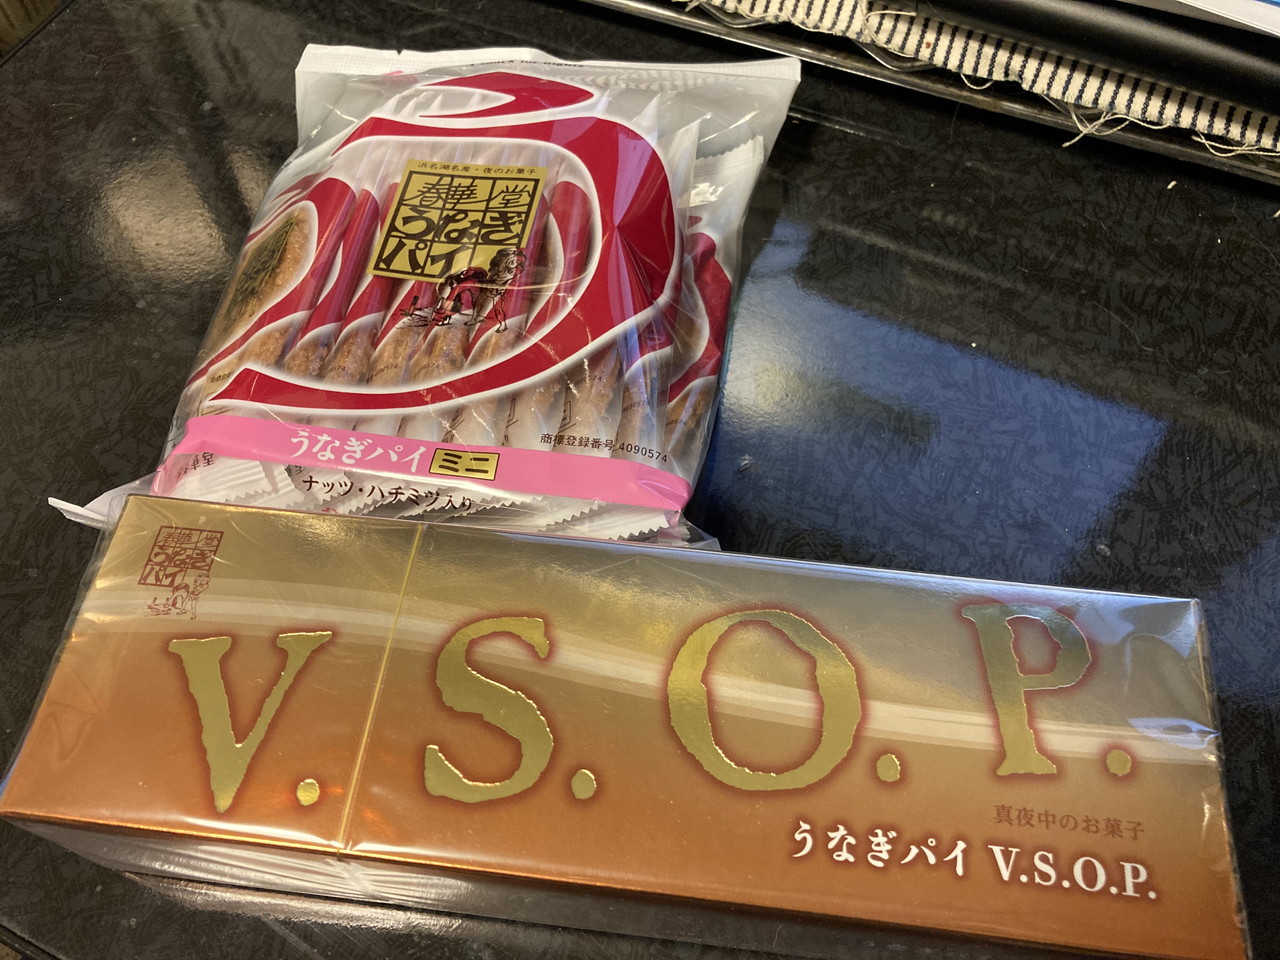 浜名湖名産・夜のお菓子
春華堂
うなぎ
パイ
商標登録番号 4090574
うなぎパイ ミニ
ナッツ・ハチミツ入り
春華堂
うなぎ
パイ
V.S.O.P.
真夜中のお菓子
うなぎパイ V.S.O.P.